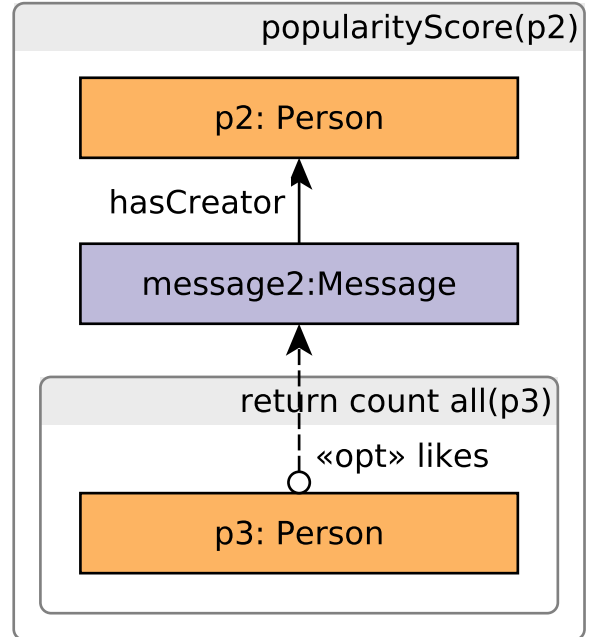 popularityScore(p2)
p2: Person
hasCreator
message2:Message
return count all(p3)
«opt» likes
p3: Person